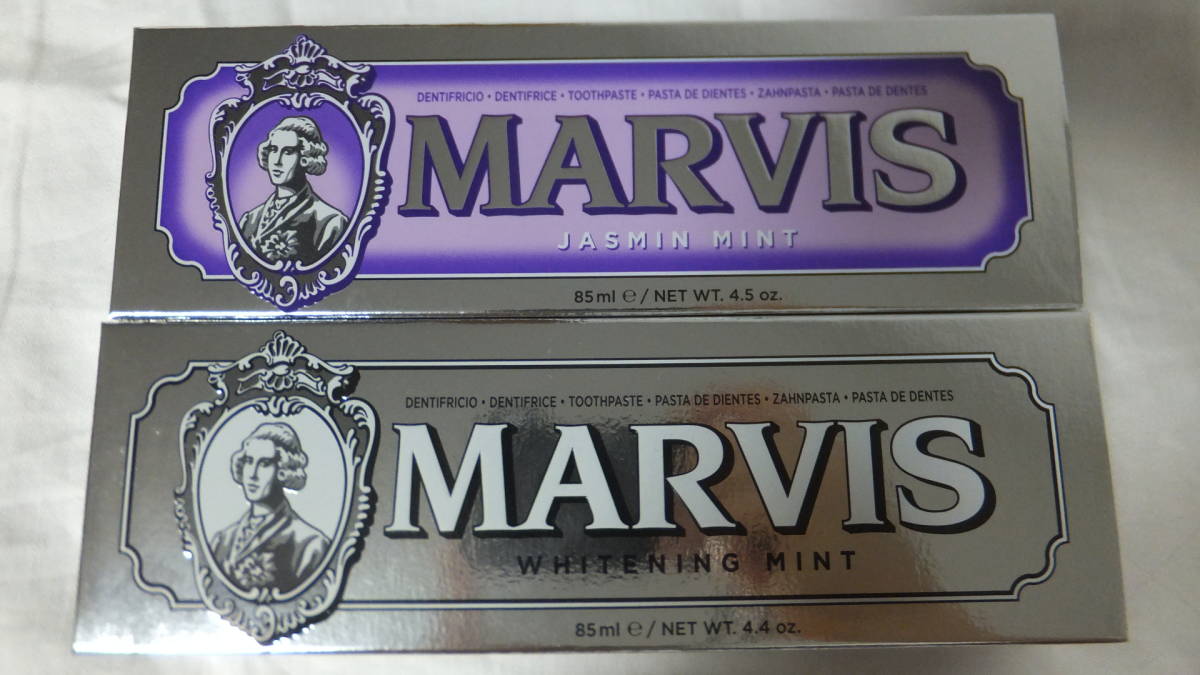 DENTIFRICIO • DENTIFRICE • TOOTHPASTE • PASTA DE DIENTES • ZAHNPASTA • PASTA DE DENTES
MARVIS
JASMIN MINT
85ml ℮ / NET WT. 4.5 oz.
DENTIFRICIO • DENTIFRICE • TOOTHPASTE • PASTA DE DIENTES • ZAHNPASTA • PASTA DE DENTES
MARVIS
WHITENING MINT
85ml ℮ / NET WT. 4.4 oz.